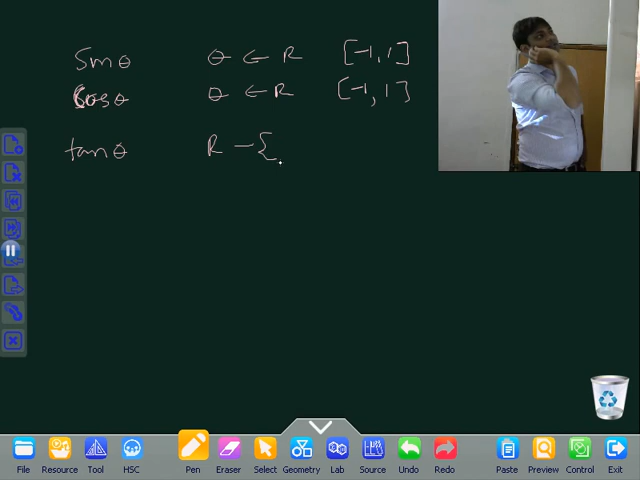 sinθ θ ∈ R [-1, 1]
cosθ θ ∈ R [-1, 1]
tanθ R - {
File Resource Tool HSC Pen Eraser Select Geometry Lab Source Undo Redo Paste Preview Control Exit